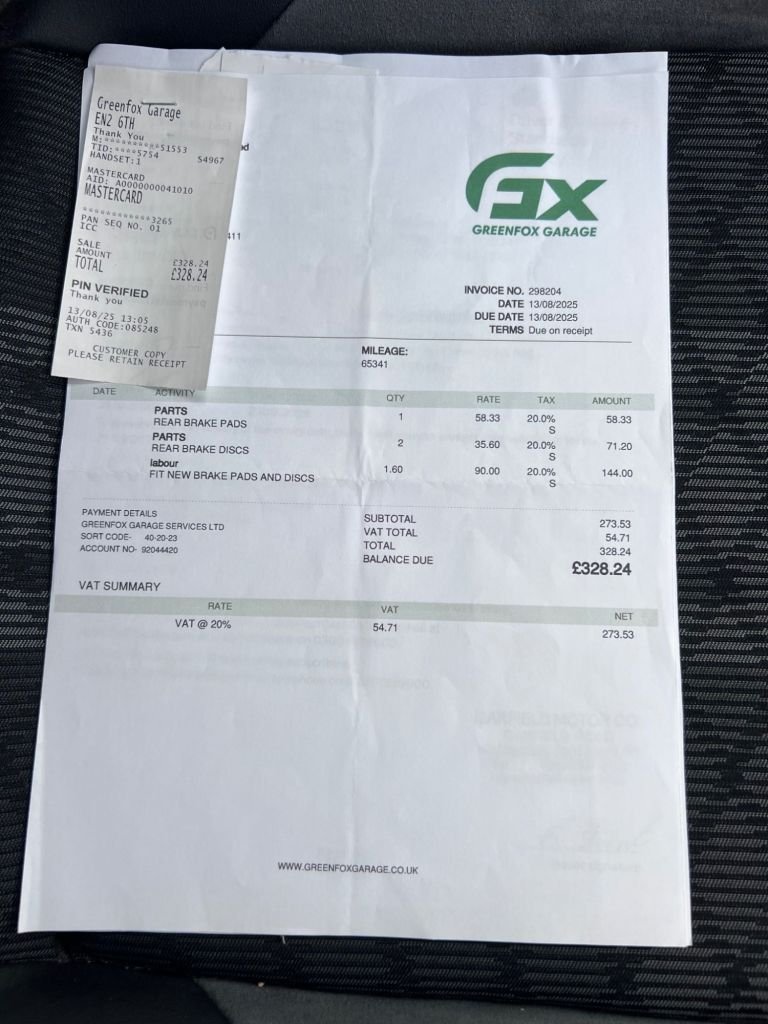 Greenfox Garage
EN2 6TH
Thank You
M:**********51553
TID:****5754 S4967
HANDSET:1
MASTERCARD
AID: A0000000041010
MASTERCARD
************3265
PAN SEQ NO. 01
ICC
SALE
AMOUNT £328.24
TOTAL £328.24
PIN VERIFIED
Thank you
13/08/25 13:05
AUTH CODE:085248
TXN 5436
CUSTOMER COPY
PLEASE RETAIN RECEIPT
GREENFOX GARAGE
INVOICE NO. 298204
DATE 13/08/2025
DUE DATE 13/08/2025
TERMS Due on receipt
MILEAGE:
65341
DATE ACTIVITY QTY RATE TAX AMOUNT
PARTS
REAR BRAKE PADS 1 58.33 20.0% 58.33
S
PARTS
REAR BRAKE DISCS 2 35.60 20.0% 71.20
S
labour
FIT NEW BRAKE PADS AND DISCS 1.60 90.00 20.0% 144.00
S
PAYMENT DETAILS
GREENFOX GARAGE SERVICES LTD
SORT CODE- 40-20-23
ACCOUNT NO- 92044420
SUBTOTAL 273.53
VAT TOTAL 54.71
TOTAL 328.24
BALANCE DUE £328.24
VAT SUMMARY
RATE VAT NET
VAT @ 20% 54.71 273.53
WWW.GREENFOXGARAGE.CO.UK